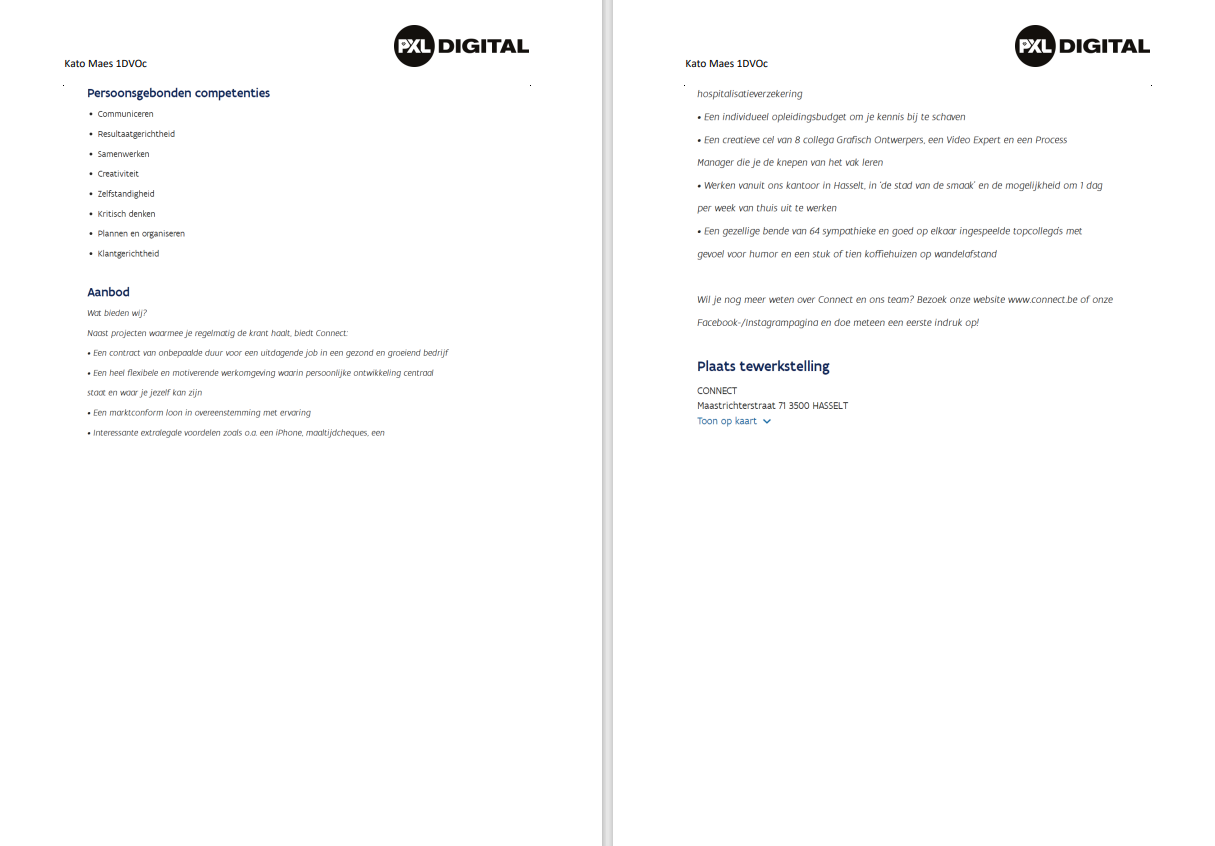 PXL DIGITAL
Kato Maes 1DVOc
Persoonsgebonden competenties
• Communiceren
• Resultaatgerichtheid
• Samenwerken
• Creativiteit
• Zelfstandigheid
• Kritisch denken
• Plannen en organiseren
• Klantgerichtheid
Aanbod
Wat bieden wij?
Naast projecten waarmee je regelmatig de krant haalt, biedt Connect:
• Een contract van onbepaalde duur voor een uitdagende job in een gezond en groeiend bedrijf
• Een heel flexibele en motiverende werkomgeving waarin persoonlijke ontwikkeling centraal
staat en waar je jezelf kan zijn
• Een marktconform loon in overeenstemming met ervaring
• Interessante extralegale voordelen zoals o.a. een iPhone, maaltijdcheques, een
PXL DIGITAL
Kato Maes 1DVOc
hospitalisatieverzekering
• Een individueel opleidingsbudget om je kennis bij te schaven
• Een creatieve cel van 8 collega Grafisch Ontwerpers, een Video Expert en een Process
Manager die je de knepen van het vak leren
• Werken vanuit ons kantoor in Hasselt, in 'de stad van de smaak' en de mogelijkheid om 1 dag
per week van thuis uit te werken
• Een gezellige bende van 64 sympathieke en goed op elkaar ingespeelde topcollegds met
gevoel voor humor en een stuk of tien koffiehuizen op wandelafstand
Wil je nog meer weten over Connect en ons team? Bezoek onze website www.connect.be of onze
Facebook-/Instagrampagina en doe meteen een eerste indruk op!
Plaats tewerkstelling
CONNECT
Maastrichterstraat 71 3500 HASSELT
Toon op kaart